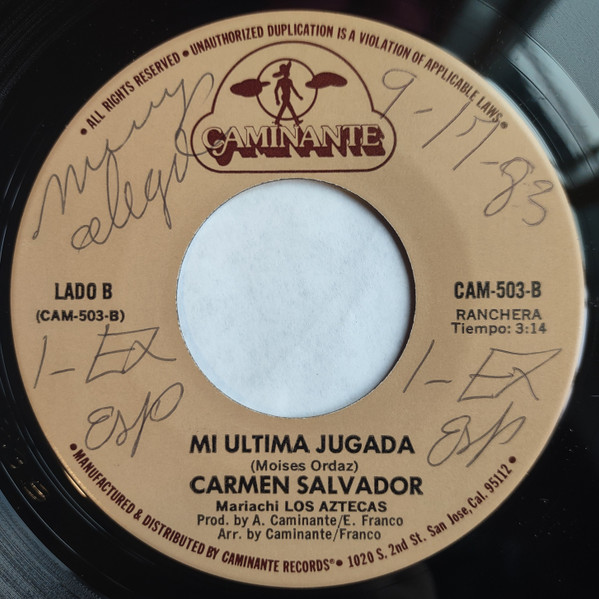 • ALL RIGHTS RESERVED • UNAUTHORIZED DUPLICATION IS A VIOLATION OF APPLICABLE LAWS •
CAMINANTE
muy
alegre
9-17-83
LADO B
(CAM-503-B)
CAM-503-B
RANCHERA
Tiempo: 3:14
1-EX
esp
1-EX
esp
MI ULTIMA JUGADA
(Moises Ordaz)
CARMEN SALVADOR
Mariachi LOS AZTECAS
Prod. by A. Caminante/E. Franco
Arr. by Caminante/Franco
• MANUFACTURED & DISTRIBUTED BY CAMINANTE RECORDS® • 1020 S. 2nd St. San Jose, Cal. 95112 •